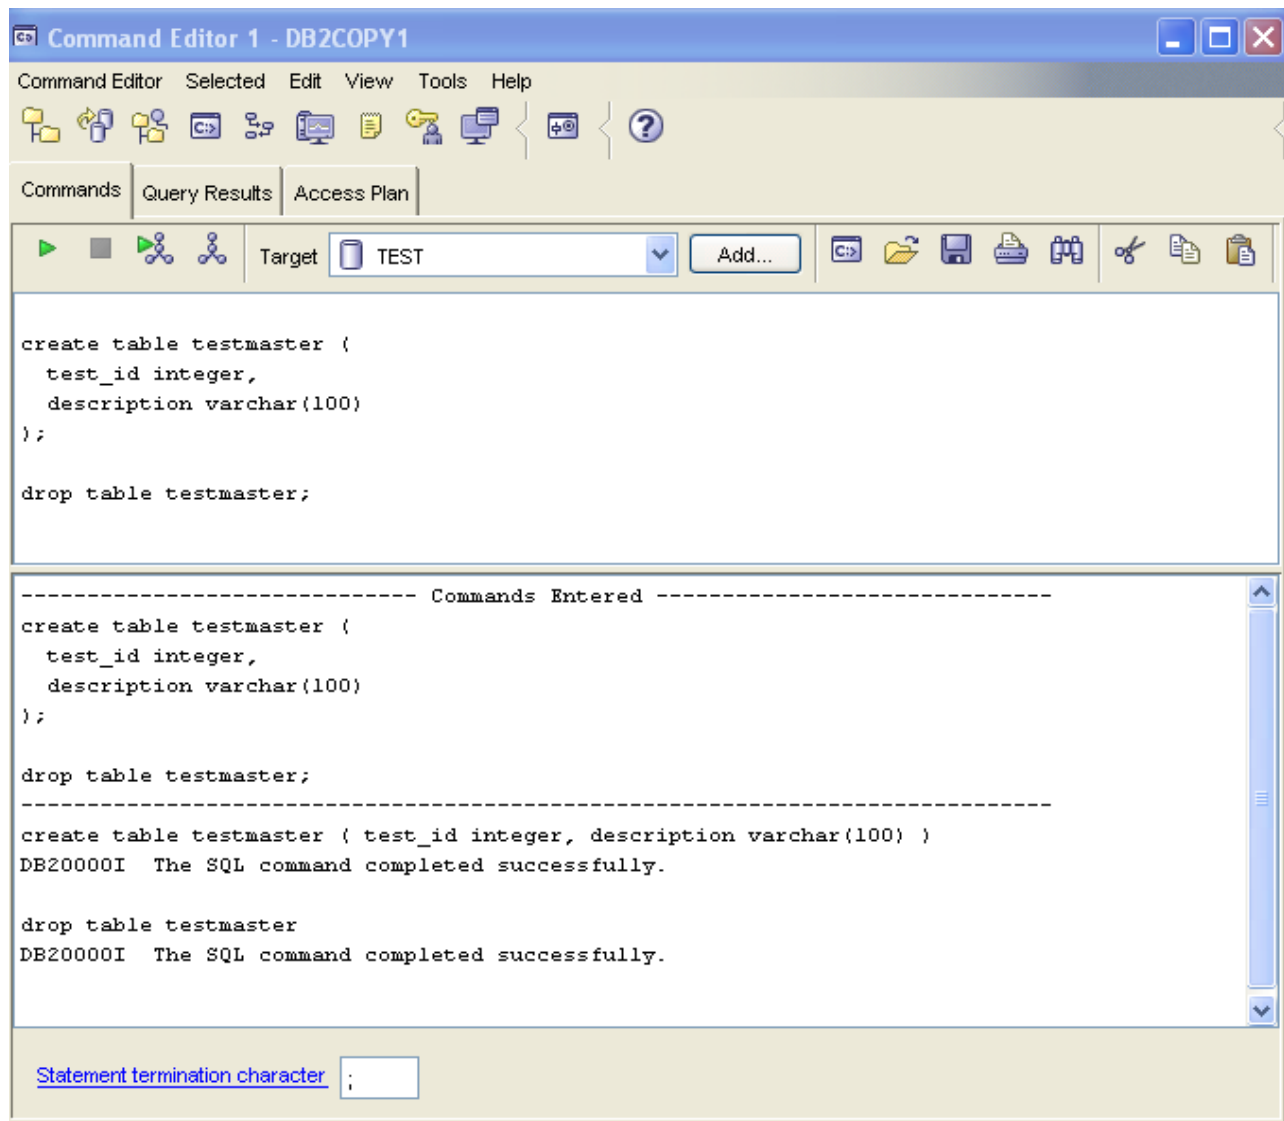 Command Editor 1 - DB2COPY1
Command Editor Selected Edit View Tools Help
Commands Query Results Access Plan
Target TEST Add...
create table testmaster (
  test_id integer,
  description varchar(100)
);
drop table testmaster;
------------------------------ Commands Entered ------------------------------
create table testmaster (
  test_id integer,
  description varchar(100)
);
drop table testmaster;
------------------------------------------------------------------------------
create table testmaster ( test_id integer, description varchar(100) )
DB20000I  The SQL command completed successfully.
drop table testmaster
DB20000I  The SQL command completed successfully.
Statement termination character ;